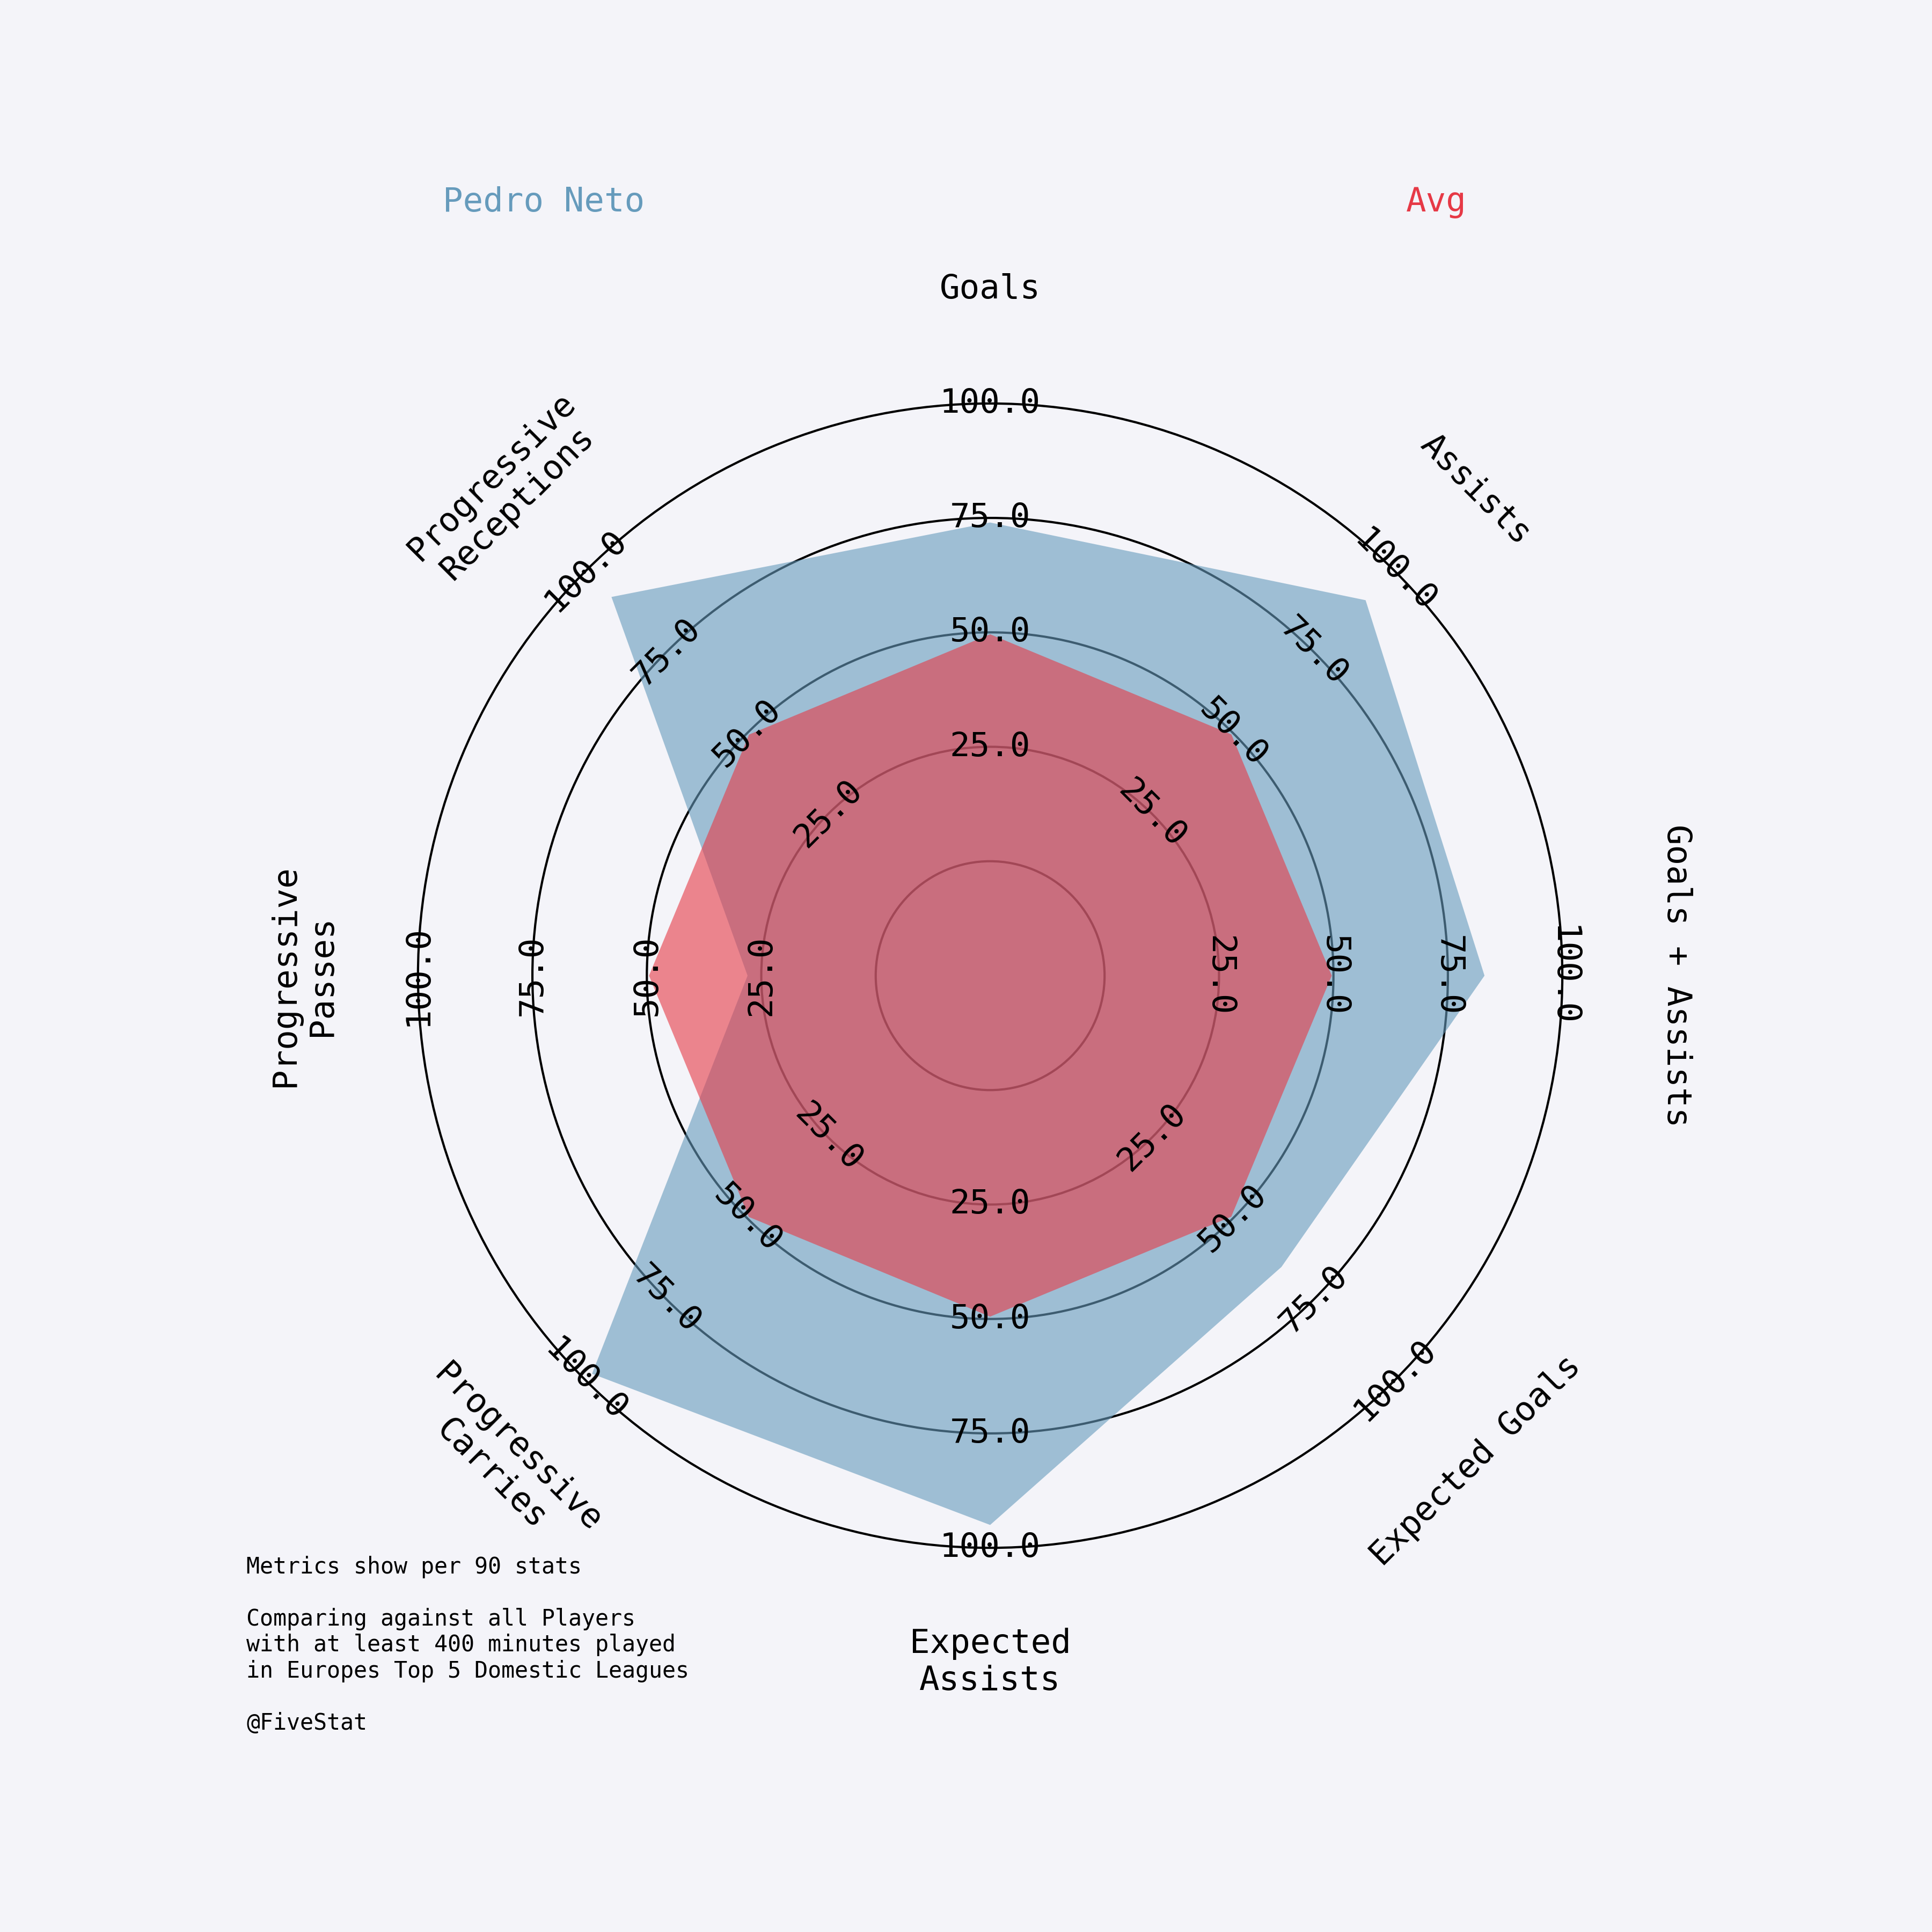 Pedro Neto
Avg
Goals
Assists
Goals + Assists
Expected Goals
Expected
Assists
Progressive
Carries
Progressive
Passes
Progressive
Receptions
25.0
50.0
75.0
100.0
25.0
50.0
75.0
100.0
25.0
50.0
75.0
100.0
25.0
50.0
75.0
100.0
25.0
50.0
75.0
100.0
25.0
50.0
75.0
100.0
25.0
50.0
75.0
100.0
25.0
50.0
75.0
100.0
Metrics show per 90 stats
Comparing against all Players
with at least 400 minutes played
in Europes Top 5 Domestic Leagues
@FiveStat